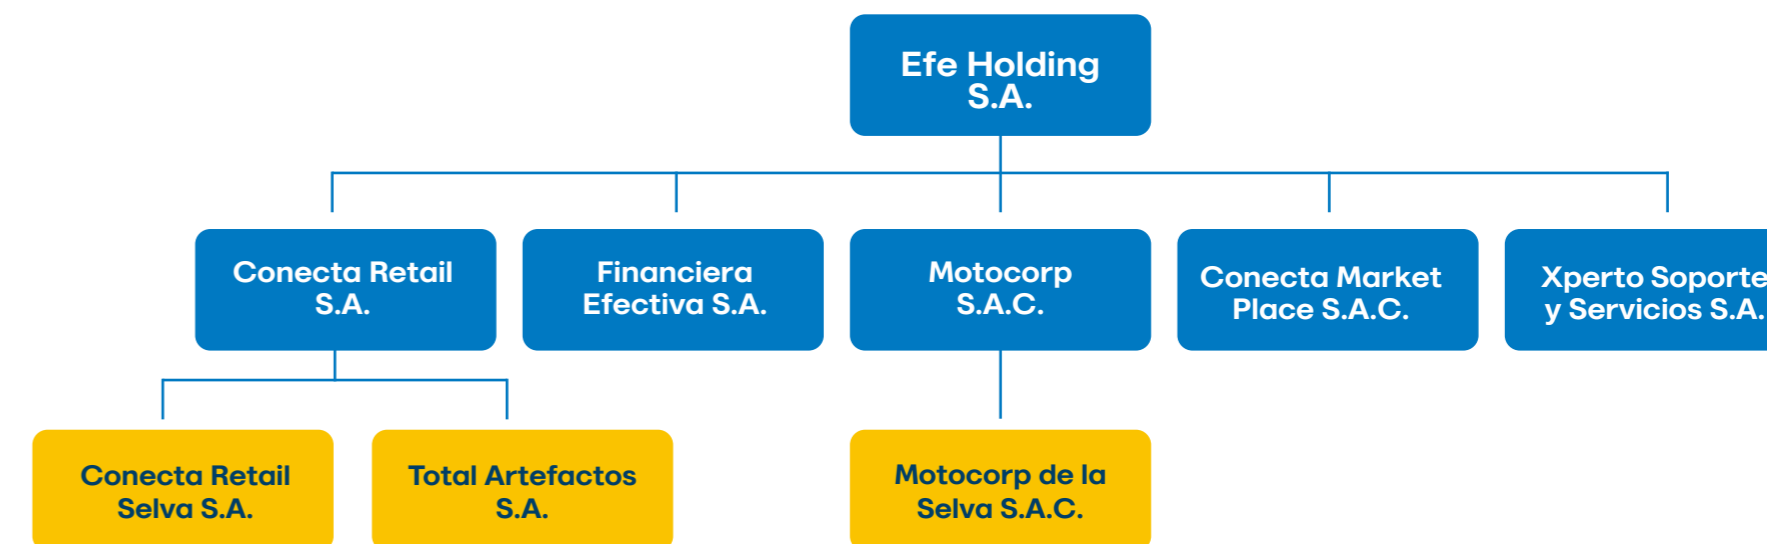 Efe Holding
S.A.
Conecta Retail
S.A.
Financiera
Efectiva S.A.
Motocorp
S.A.C.
Conecta Market
Place S.A.C.
Xperto Soporte
y Servicios S.A.
Conecta Retail
Selva S.A.
Total Artefactos
S.A.
Motocorp de la
Selva S.A.C.